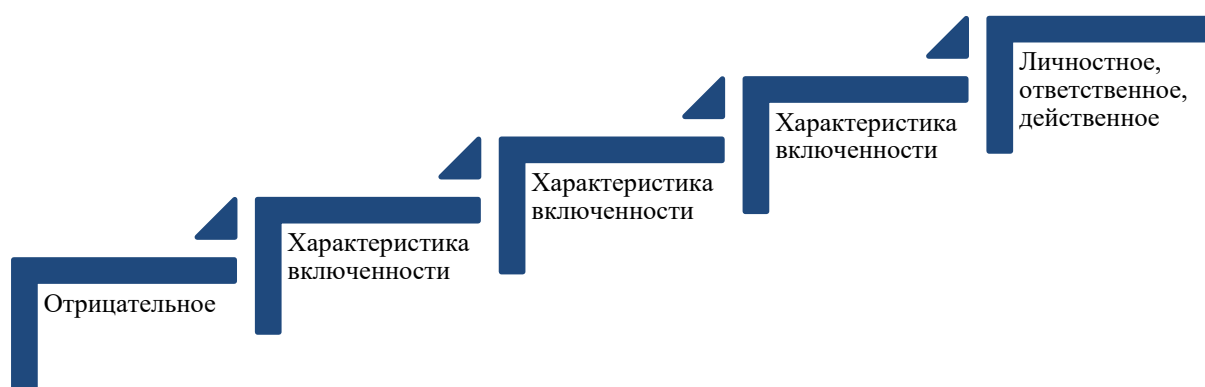 Отрицательное
Характеристика
включенности
Характеристика
включенности
Характеристика
включенности
Личностное,
ответственное,
действенное